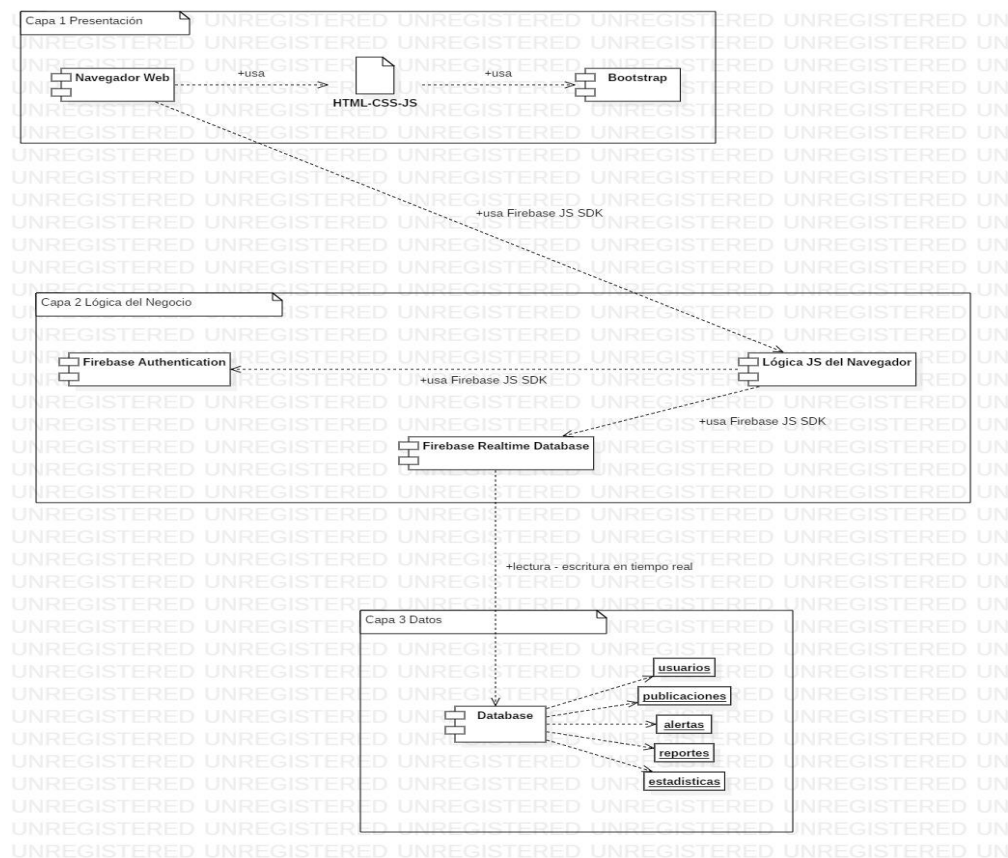 Capa 1 Presentación
Navegador Web
+usa
HTML-CSS-JS
+usa
Bootstrap
+usa Firebase JS SDK
Capa 2 Lógica del Negocio
Firebase Authentication
+usa Firebase JS SDK
Lógica JS del Navegador
+usa Firebase JS SDK
Firebase Realtime Database
+lectura - escritura en tiempo real
Capa 3 Datos
Database
usuarios
publicaciones
alertas
reportes
estadisticas
UNREGISTERED